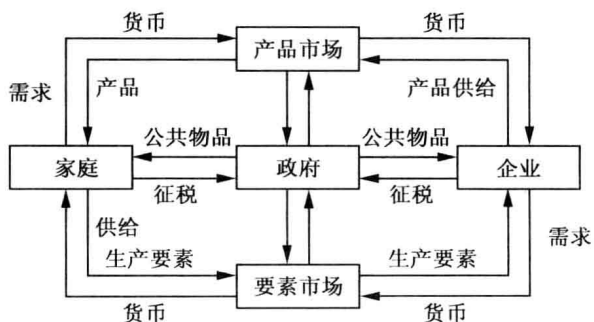 货币
货币
产品市场
产品
产品供给
需求
公共物品
公共物品
家庭
政府
企业
征税
征税
供给
需求
生产要素
生产要素
要素市场
货币
货币